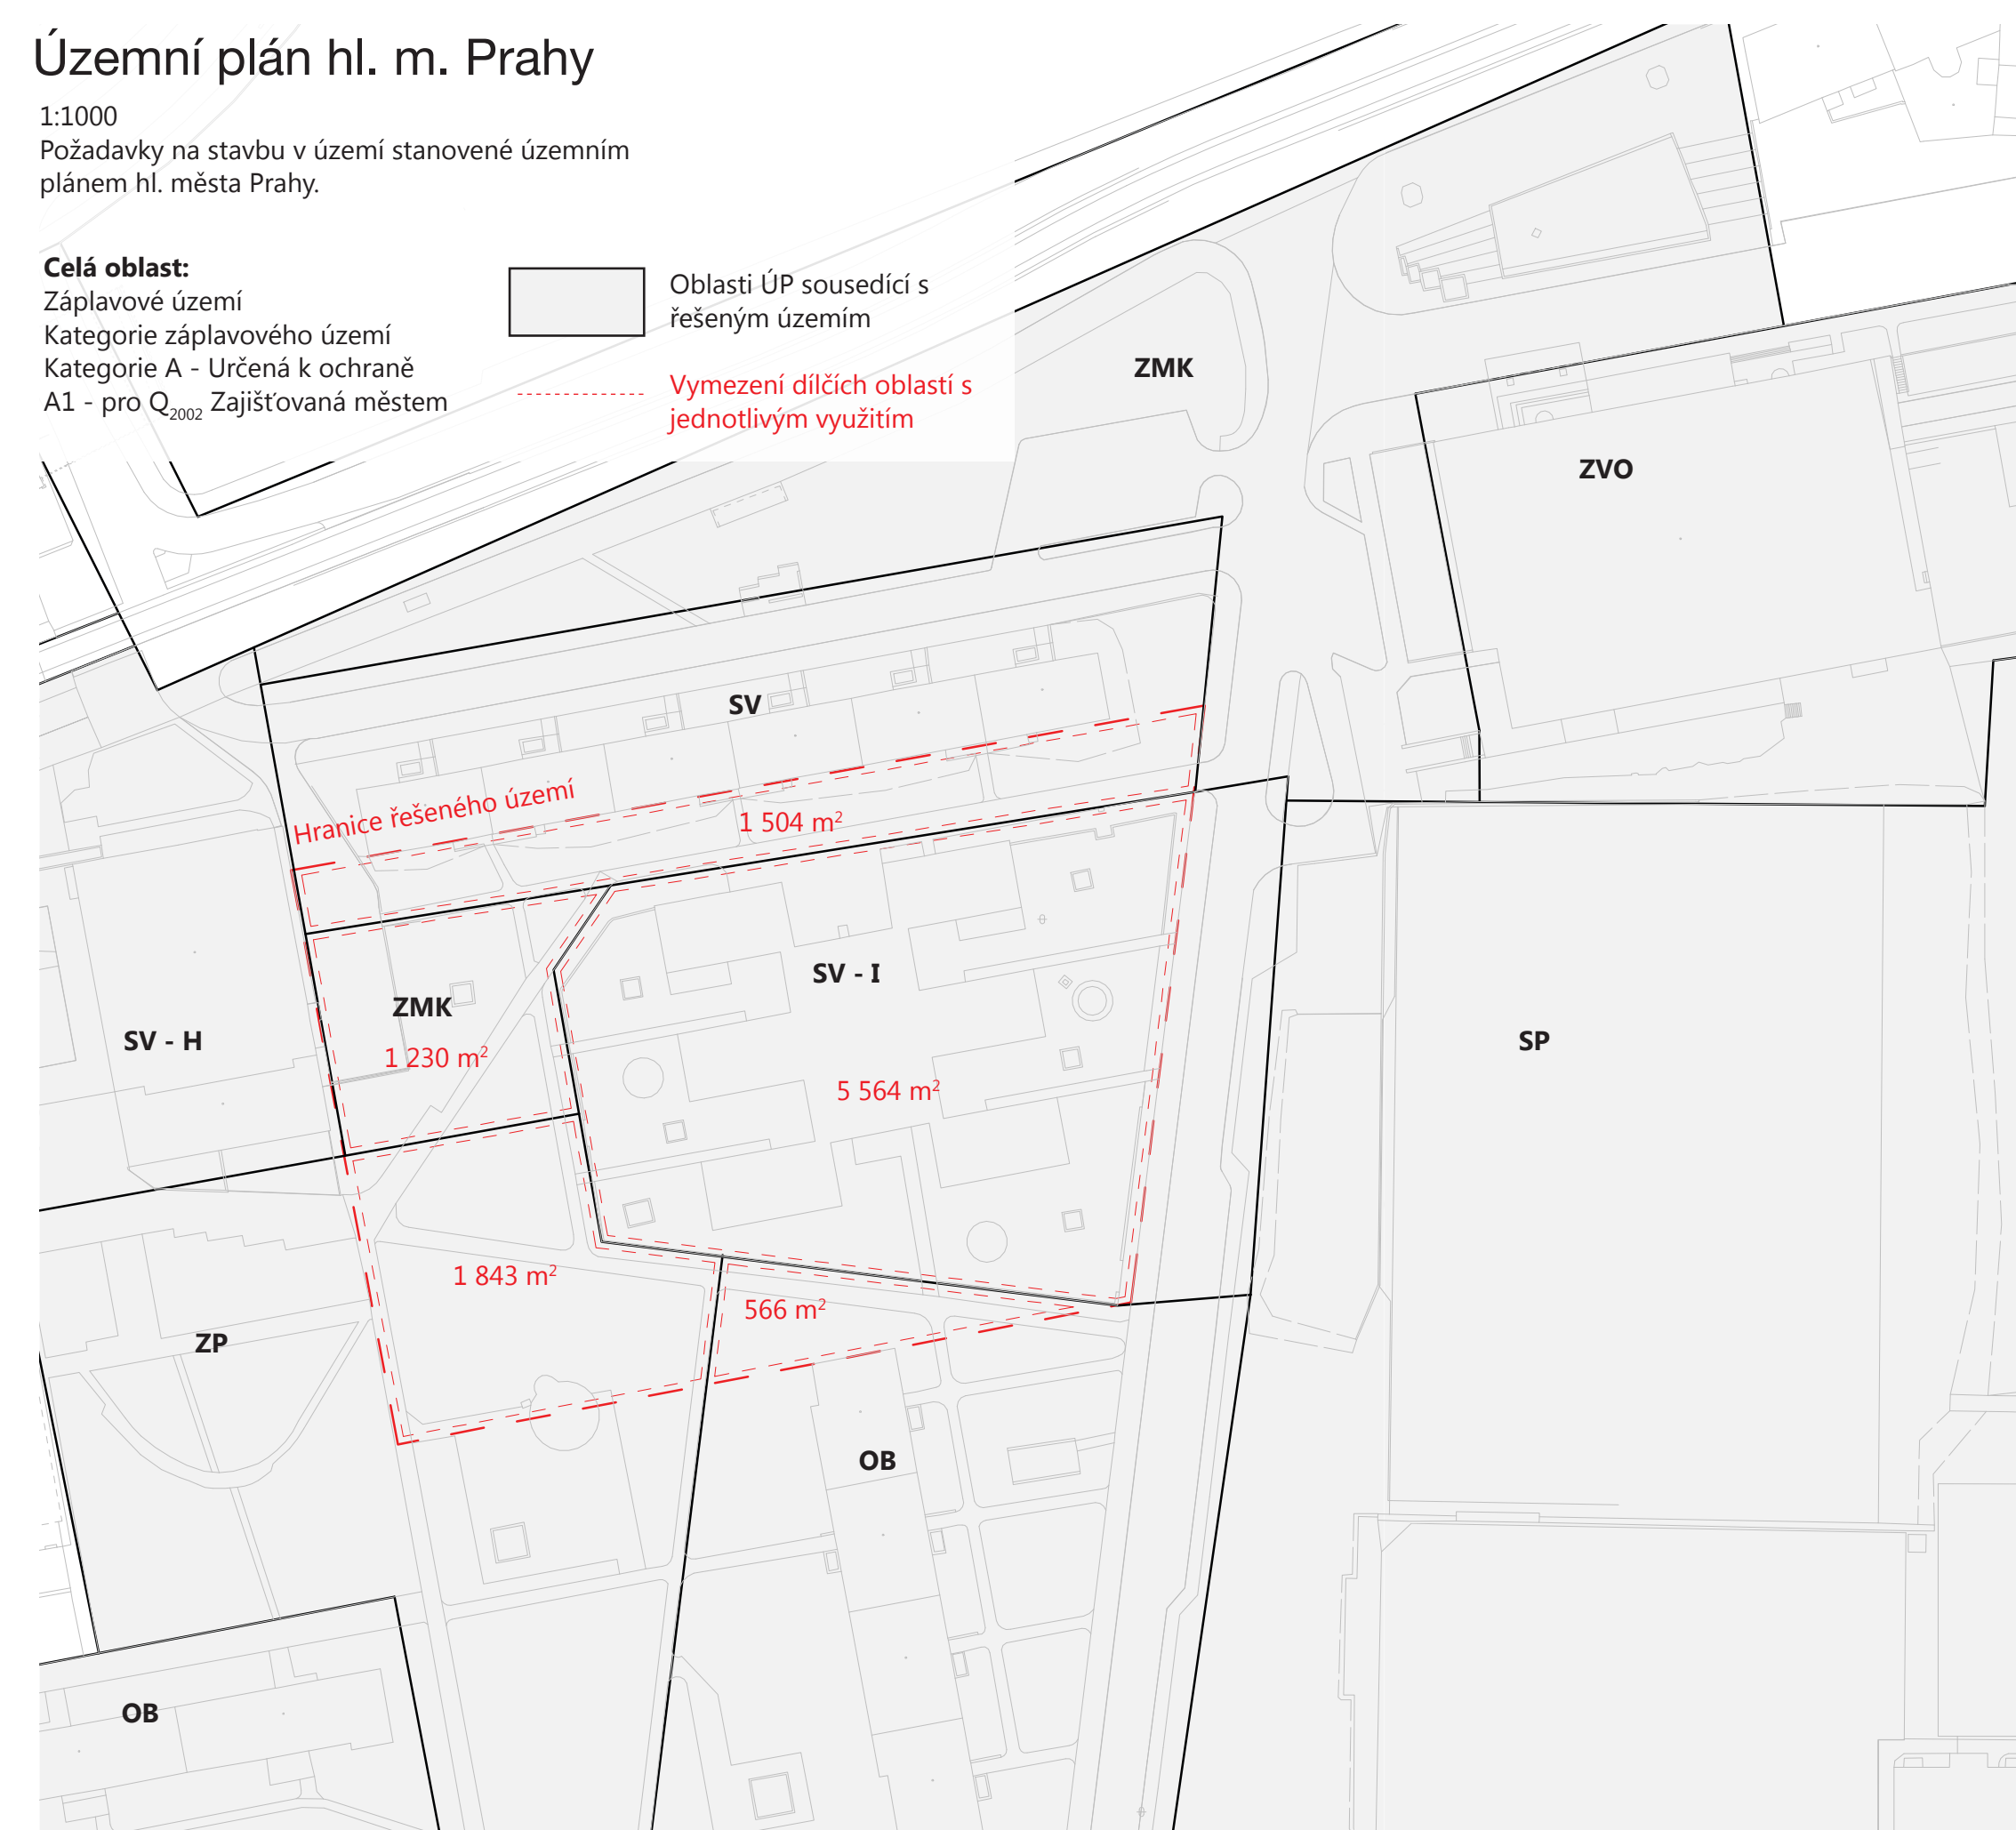 Územní plán hl. m. Prahy
1:1000
Požadavky na stavbu v území stanovené územním
plánem hl. města Prahy.
Celá oblast:
Záplavové území
Kategorie záplavového území
Kategorie A - Určená k ochraně
A1 - pro Q2002 Zajišťovaná městem
Oblasti ÚP sousedící s
řešeným územím
Vymezení dílčích oblastí s
jednotlivým využitím
ZMK
ZVO
SV
Hranice řešeného území
1 504 m²
SV - I
ZMK
SV - H
SP
1 230 m²
5 564 m²
1 843 m²
566 m²
ZP
OB
OB